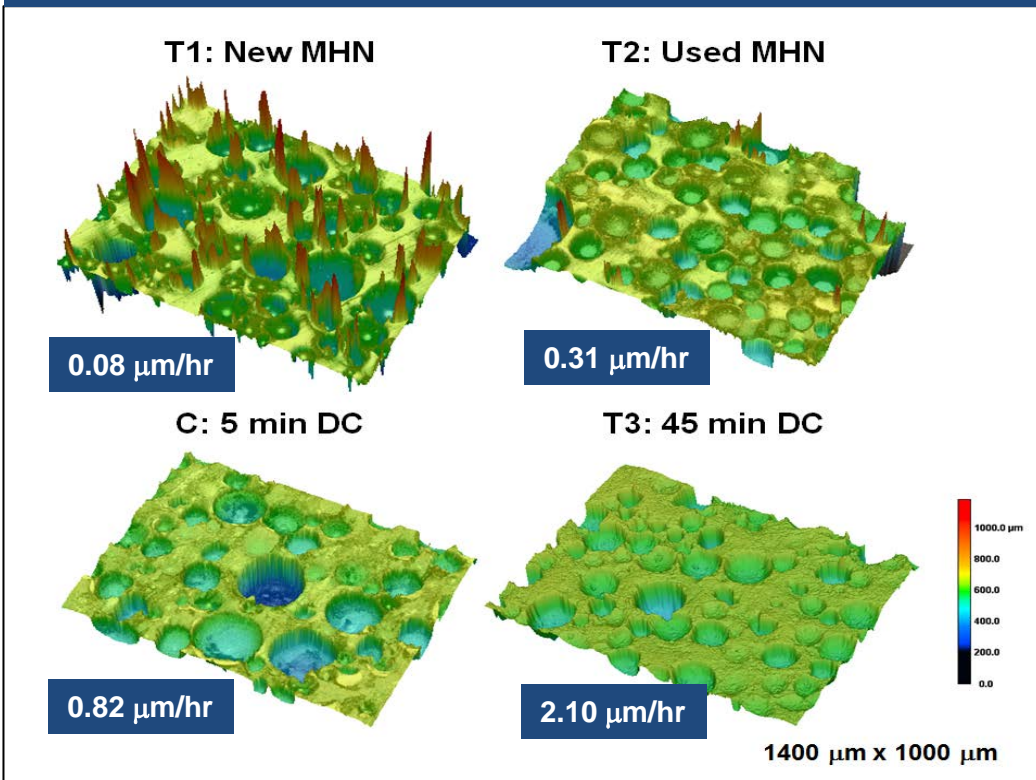 T1: New MHN
T2: Used MHN
0.08 μm/hr
0.31 μm/hr
C: 5 min DC
T3: 45 min DC
0.82 μm/hr
2.10 μm/hr
1000.0 μm
800.0
600.0
400.0
200.0
0.0
1400 μm x 1000 μm